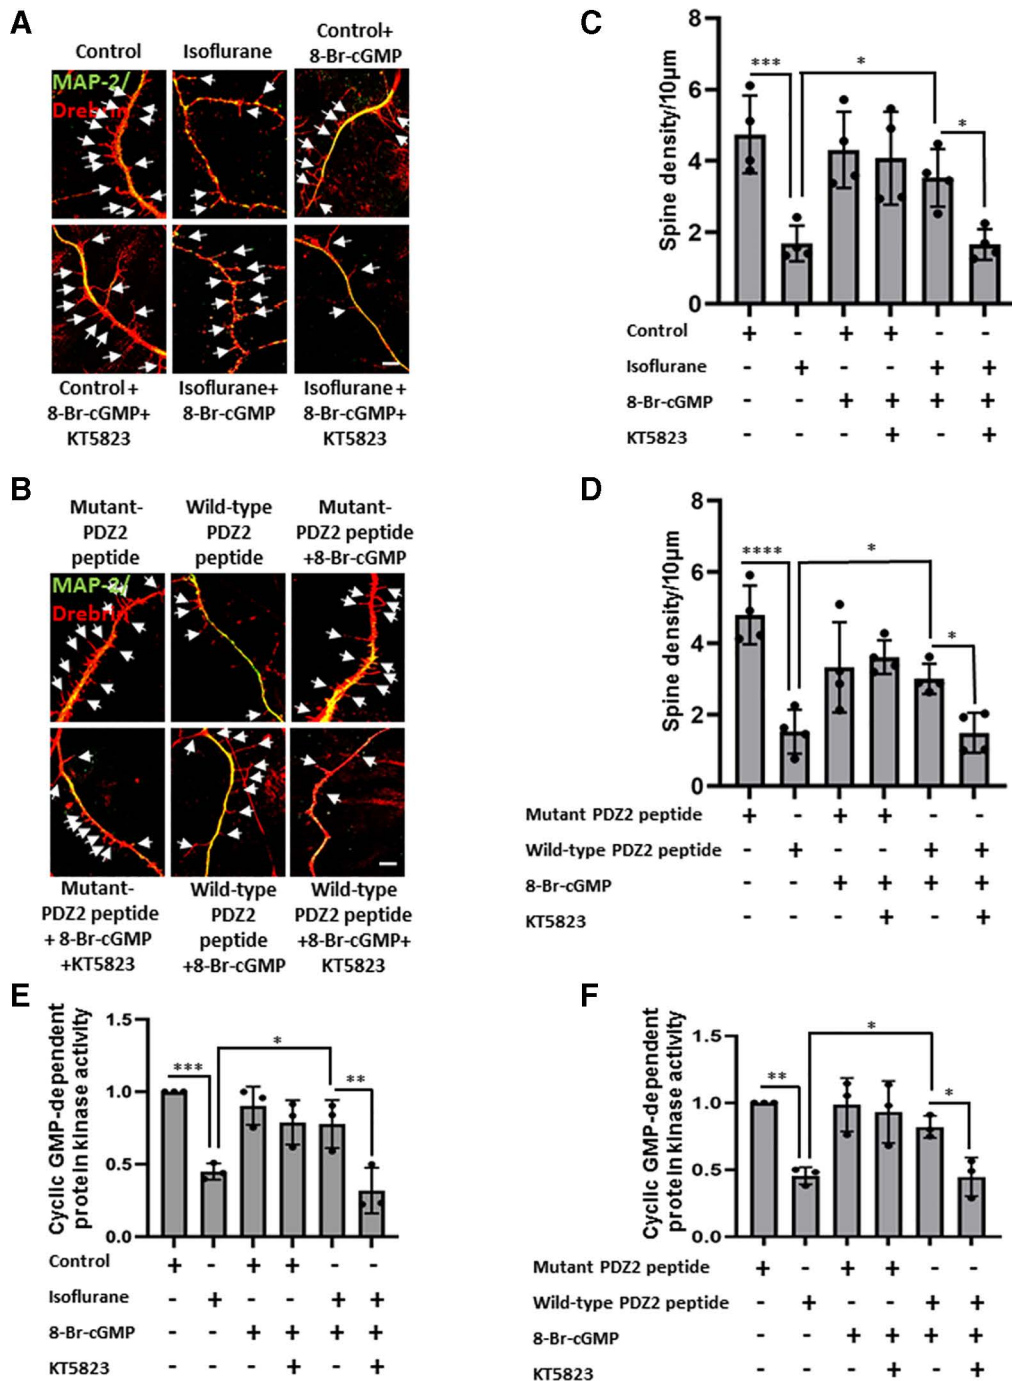 A
Control
Isoflurane
Control+
8-Br-cGMP
MAP-2/
Drebrin
Control +
8-Br-cGMP+
KT5823
Isoflurane+
8-Br-cGMP
Isoflurane +
8-Br-cGMP+
KT5823
C
Spine density/10μm
8
6
4
2
0
***
*
*
Control + - + + - -
Isoflurane - + - - + +
8-Br-cGMP - - + + + +
KT5823 - - - + - +
B
Mutant-
PDZ2
peptide
Wild-type
PDZ2
peptide
Mutant-
PDZ2 peptide
+8-Br-cGMP
MAP-2/
Drebrin
Mutant-
PDZ2 peptide
+ 8-Br-cGMP
+KT5823
Wild-type
PDZ2
peptide
+8-Br-cGMP
Wild-type
PDZ2 peptide
+8-Br-cGMP+
KT5823
D
Spine density/10μm
8
6
4
2
0
****
*
*
Mutant PDZ2 peptide + - + + - -
Wild-type PDZ2 peptide - + - - + +
8-Br-cGMP - - + + + +
KT5823 - - - + - +
E
Cyclic GMP-dependent
protein kinase activity
1.5
1.0
0.5
0.0
***
*
**
Control + - + + - -
Isoflurane - + - - + +
8-Br-cGMP - - + + + +
KT5823 - - - + - +
F
Cyclic GMP-dependent
protein kinase activity
1.5
1.0
0.5
0.0
**
*
*
Mutant PDZ2 peptide + - + + - -
Wild-type PDZ2 peptide - + - - + +
8-Br-cGMP - - + + + +
KT5823 - - - + - +